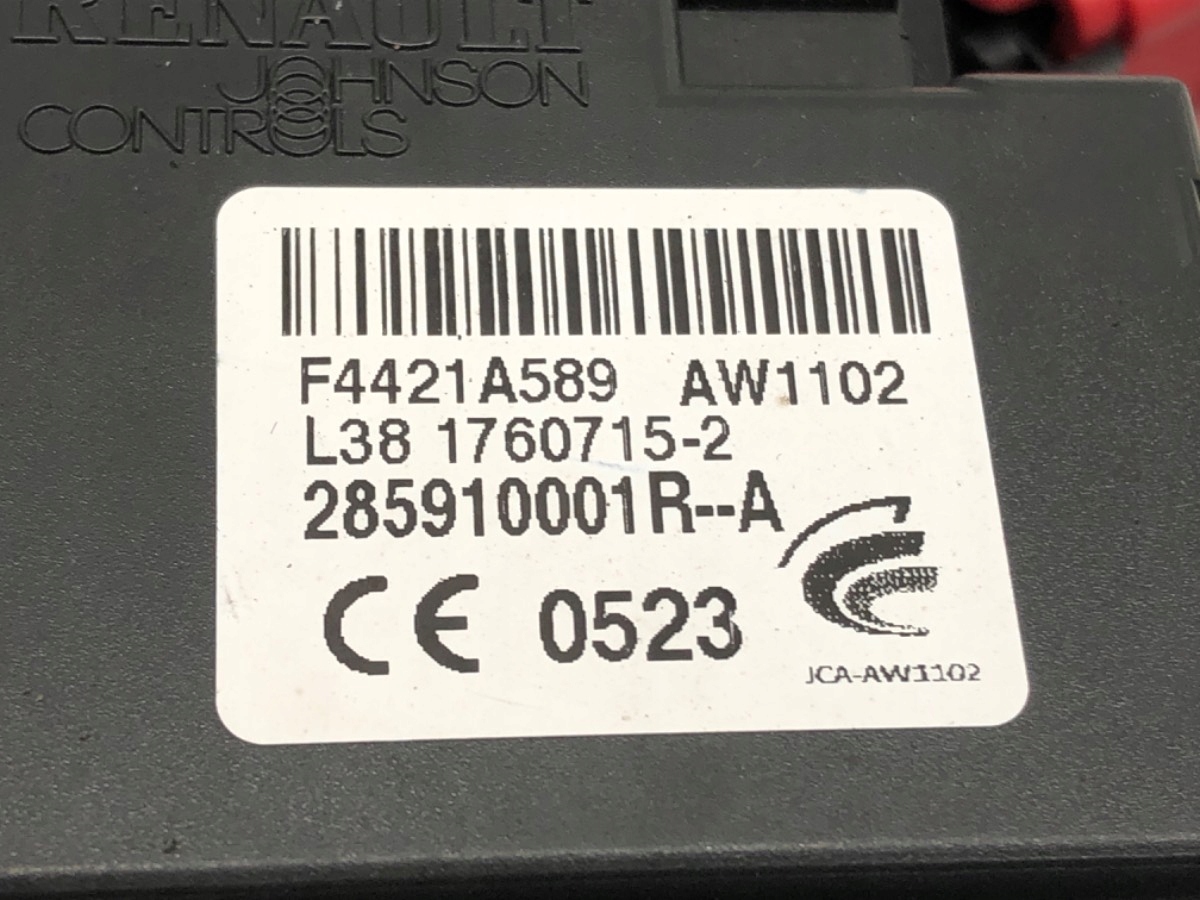 RENAULT
JOHNSON
CONTROLS
F4421A589 AW1102
L38 1760715-2
285910001R--A
CE 0523
JCA-AW1102